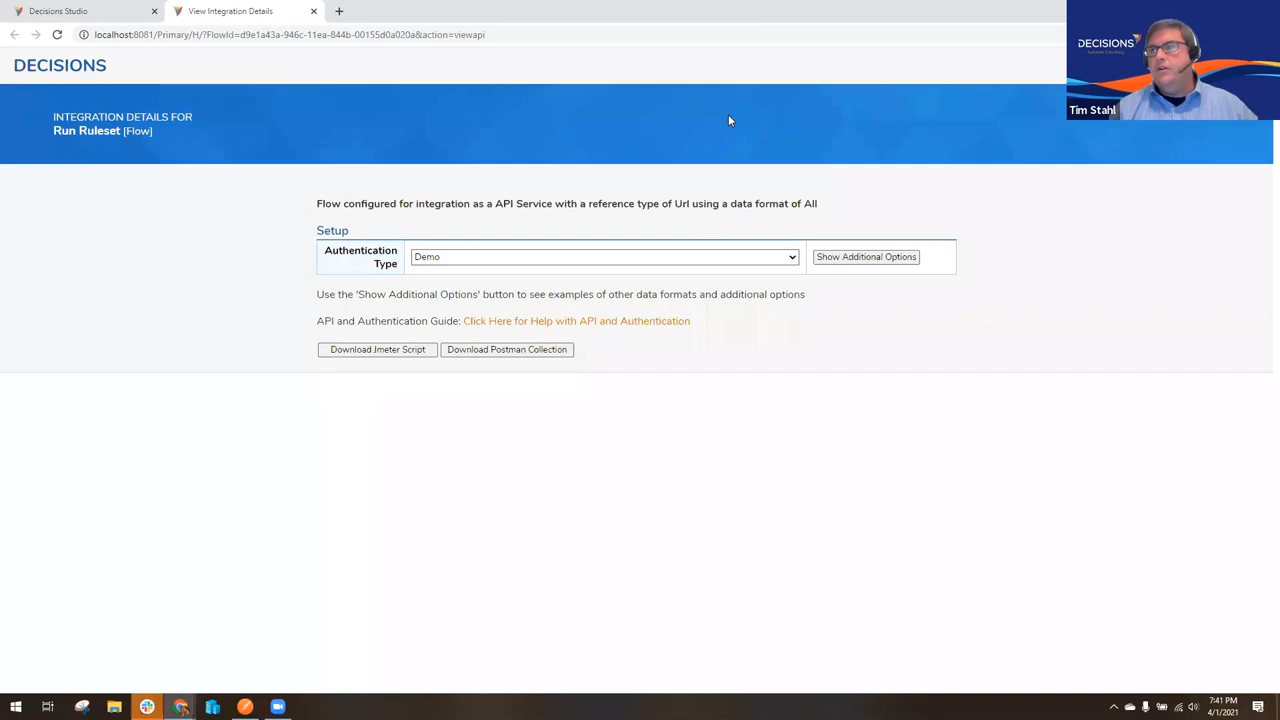 Decisions Studio
View Integration Details
localhost:8081/Primary/H/?FlowId=d9e1a43a-946c-11ea-844b-00155d0a020a&action=viewapi
DECISIONS
DECISIONS
Tim Stahl
INTEGRATION DETAILS FOR
Run Ruleset [Flow]
Flow configured for integration as a API Service with a reference type of Url using a data format of All
Setup
Authentication Type
Demo
Show Additional Options
Use the 'Show Additional Options' button to see examples of other data formats and additional options
API and Authentication Guide: Click Here for Help with API and Authentication
Download Jmeter Script
Download Postman Collection
7:41 PM
4/1/2021